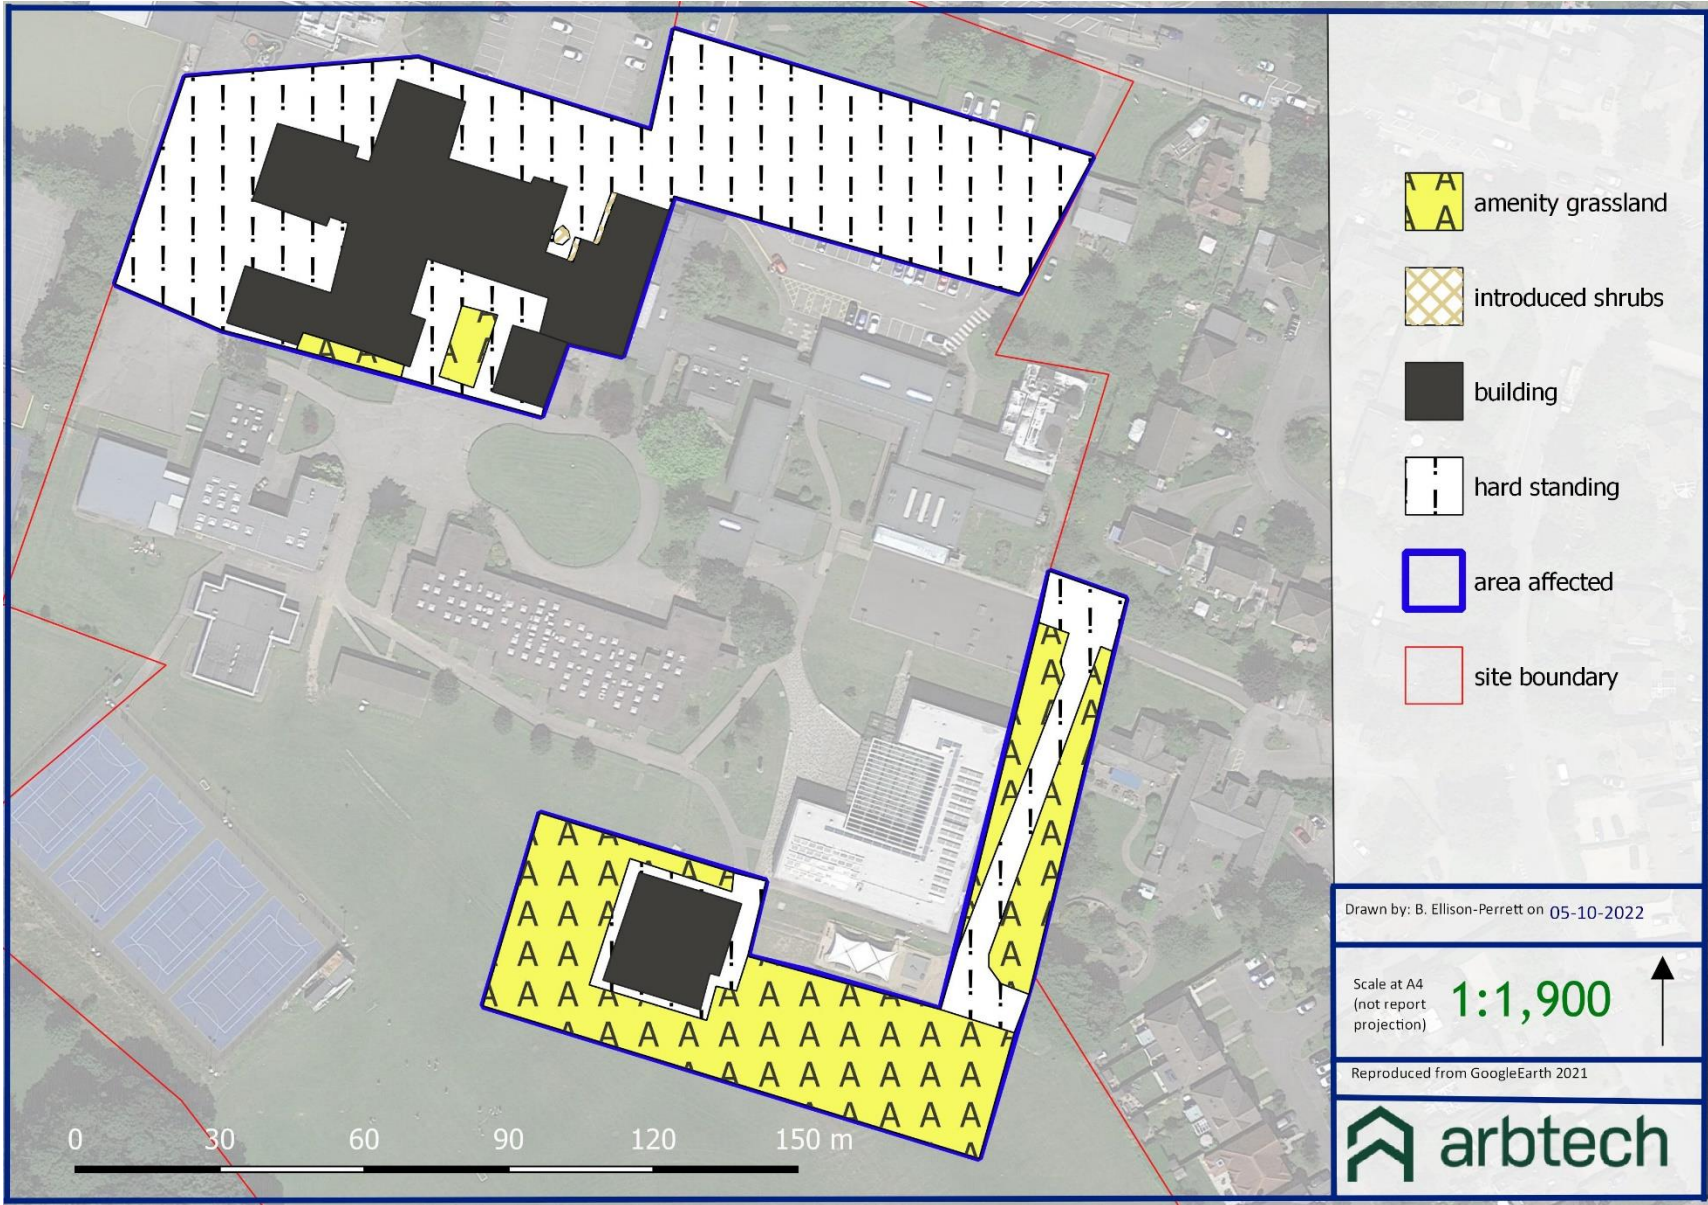 amenity grassland
introduced shrubs
building
hard standing
area affected
site boundary
Drawn by: B. Ellison-Perrett on 05-10-2022
Scale at A4
(not report
projection)
1:1,900
Reproduced from GoogleEarth 2021
arbtech
0 30 60 90 120 150 m